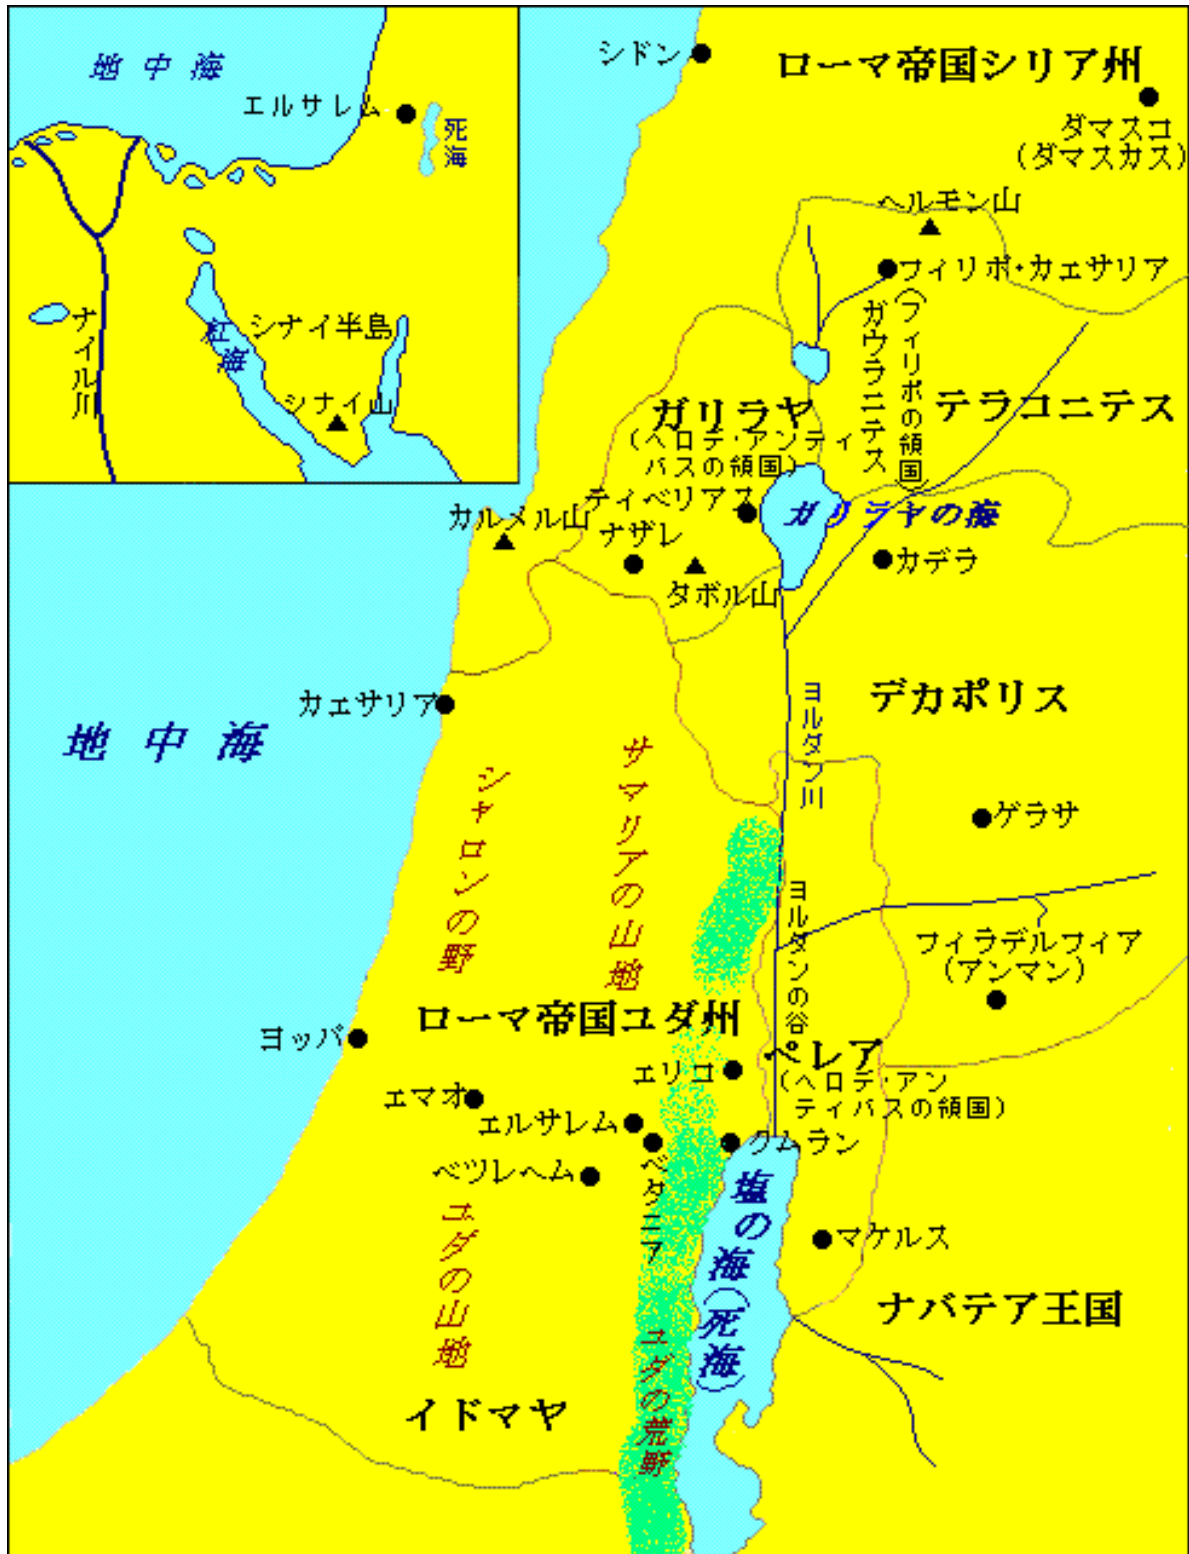 地中海
エルサレム
死海
ナイル川
紅海
シナイ半島
シナイ山
シドン
ローマ帝国シリア州
ダマスコ
(ダマスカス)
ヘルモン山
フィリポ・カェサリア
ガウラニテス
(フィリポの領国)
テラコニテス
ガリラヤ
(ヘロデ・アンティ
パスの領国)
ティベリアス
ガリラヤの海
カルメル山
ナザレ
タボル山
カデラ
カェサリア
デカポリス
ヨルダン川
地中海
シャロンの野
サマリアの山地
ゲラサ
ヨルダンの谷
フィラデルフィア
(アンマン)
ローマ帝国ユダ州
ヨッパ
ェリコ
ペレア
(ヘロデ・アン
ティパスの領国)
ェマオ
ェルサレム
クムラン
ベツレヘム
ベタニア
塩の海(死海)
マケルス
ユダの山地
ナバテア王国
ユダの荒野
イドマヤ